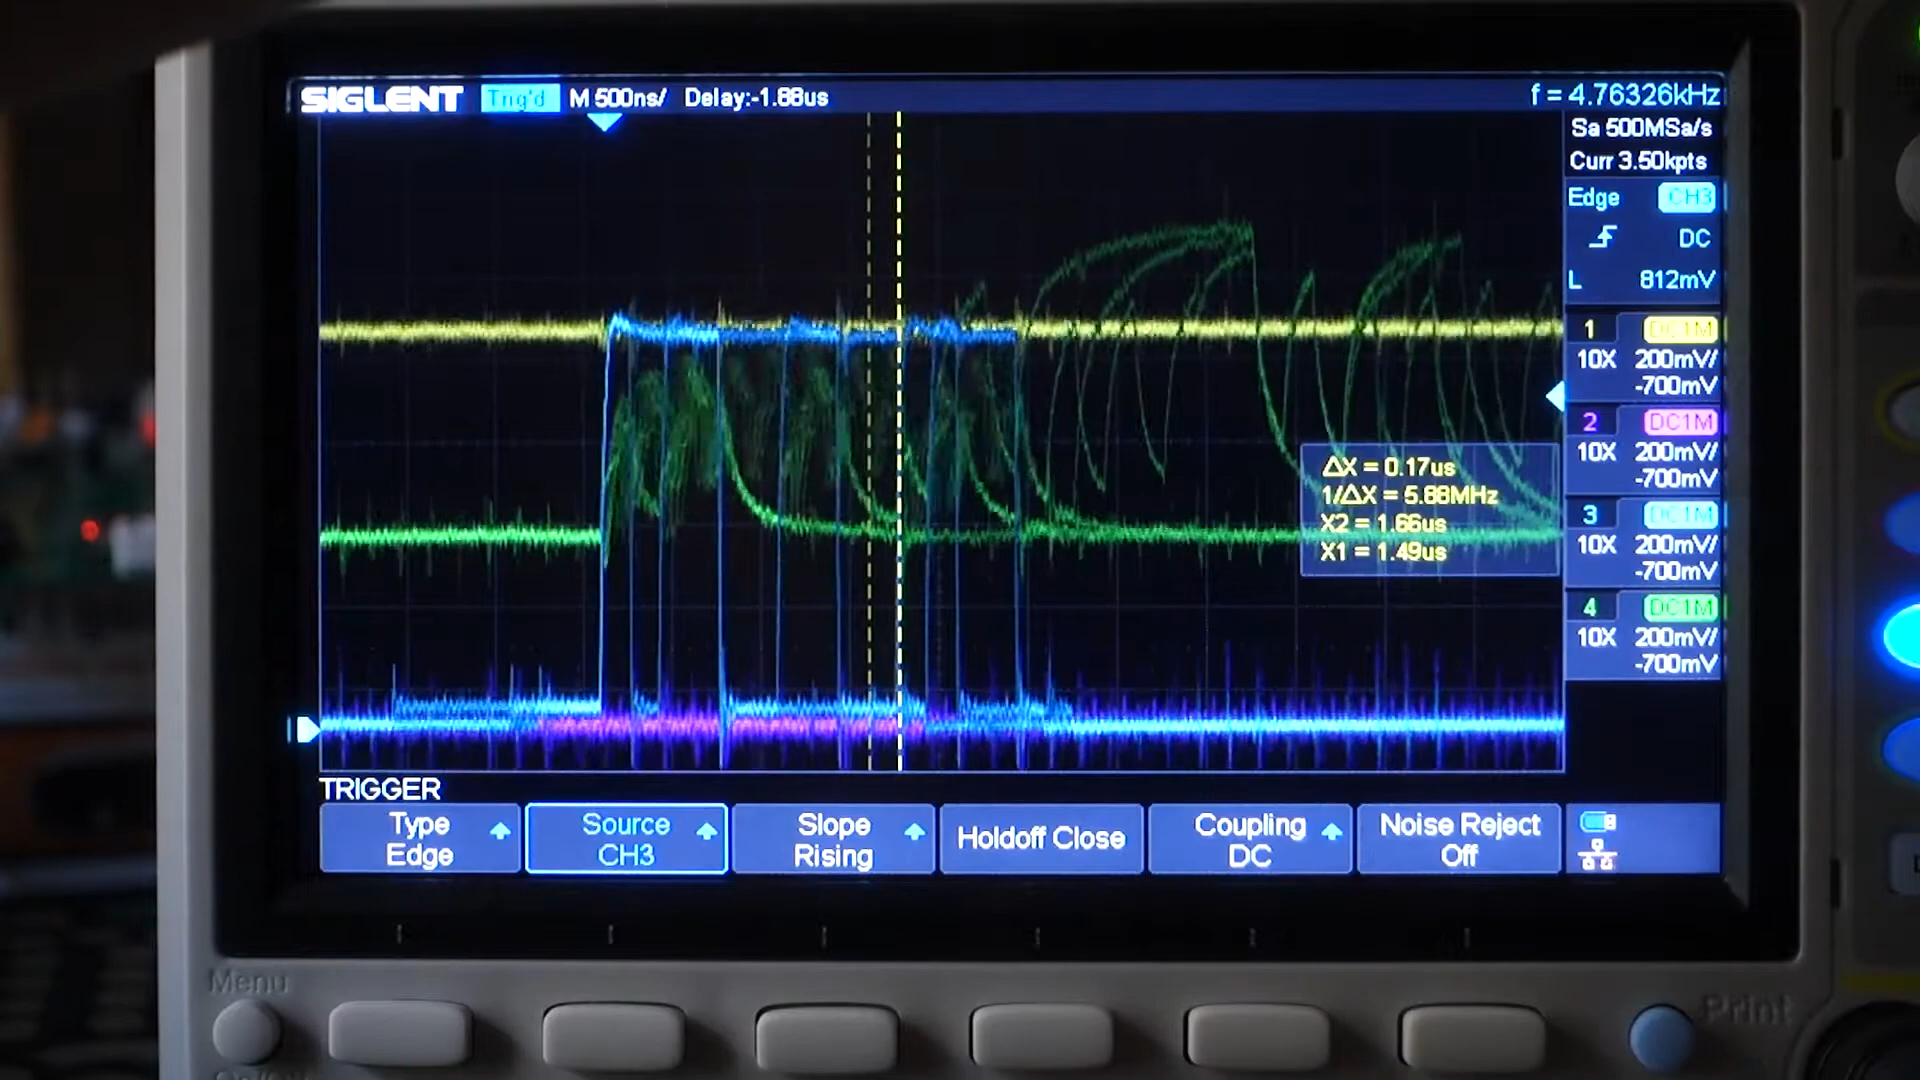 SIGLENT Trig'd M 500ns/ Delay:-1.88us f = 4.76326kHz
Sa 500MSa/s
Curr 3.50kpts
Edge CH3
DC
L 812mV
1 DC1M
10X 200mV/
-700mV
2 DC1M
10X 200mV/
-700mV
3 DC1M
10X 200mV/
-700mV
4 DC1M
10X 200mV/
-700mV
ΔX = 0.17us
1/ΔX = 5.88MHz
X2 = 1.66us
X1 = 1.49us
TRIGGER
Type
Edge
Source
CH3
Slope
Rising
Holdoff Close
Coupling
DC
Noise Reject
Off
Menu
Print